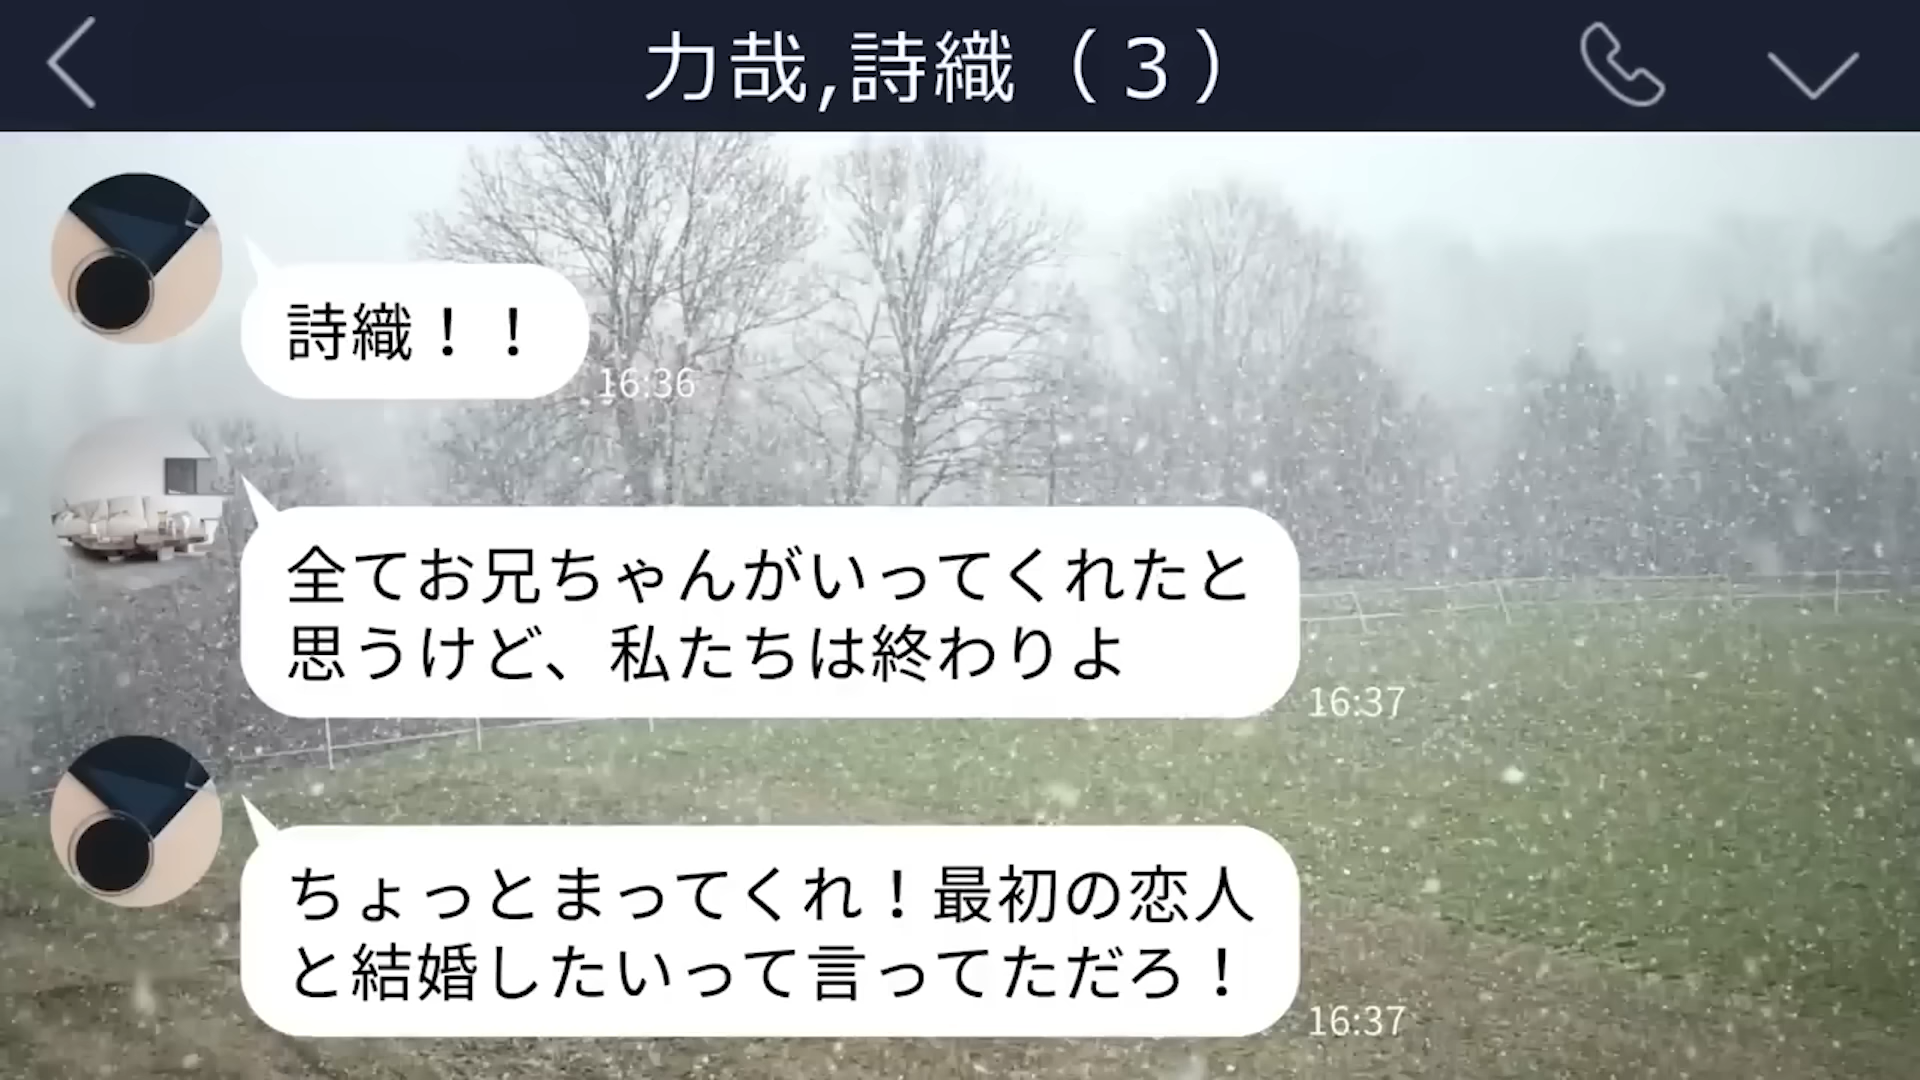 力哉,詩織（３）
詩織！！
16:36
全てお兄ちゃんがいってくれたと
思うけど、私たちは終わりよ
16:37
ちょっとまってくれ！最初の恋人
と結婚したいって言ってただろ！
16:37